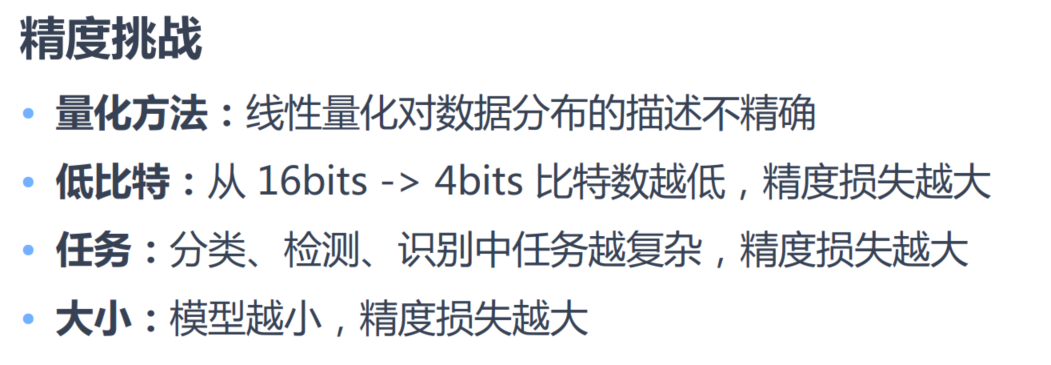 精度挑战
• 量化方法：线性量化对数据分布的描述不精确
• 低比特：从 16bits -> 4bits 比特数越低，精度损失越大
• 任务：分类、检测、识别中任务越复杂，精度损失越大
• 大小：模型越小，精度损失越大